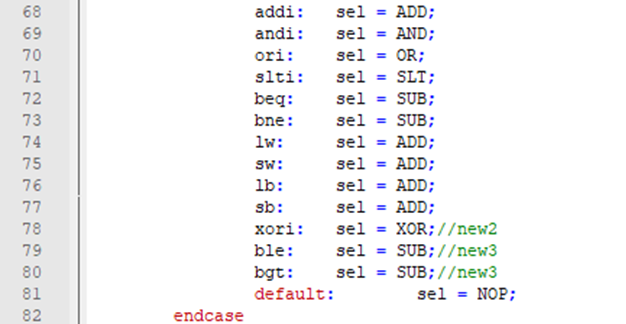 68 addi: sel = ADD;
69 andi: sel = AND;
70 ori: sel = OR;
71 slti: sel = SLT;
72 beq: sel = SUB;
73 bne: sel = SUB;
74 lw: sel = ADD;
75 sw: sel = ADD;
76 lb: sel = ADD;
77 sb: sel = ADD;
78 xori: sel = XOR;//new2
79 ble: sel = SUB;//new3
80 bgt: sel = SUB;//new3
81 default: sel = NOP;
82 endcase